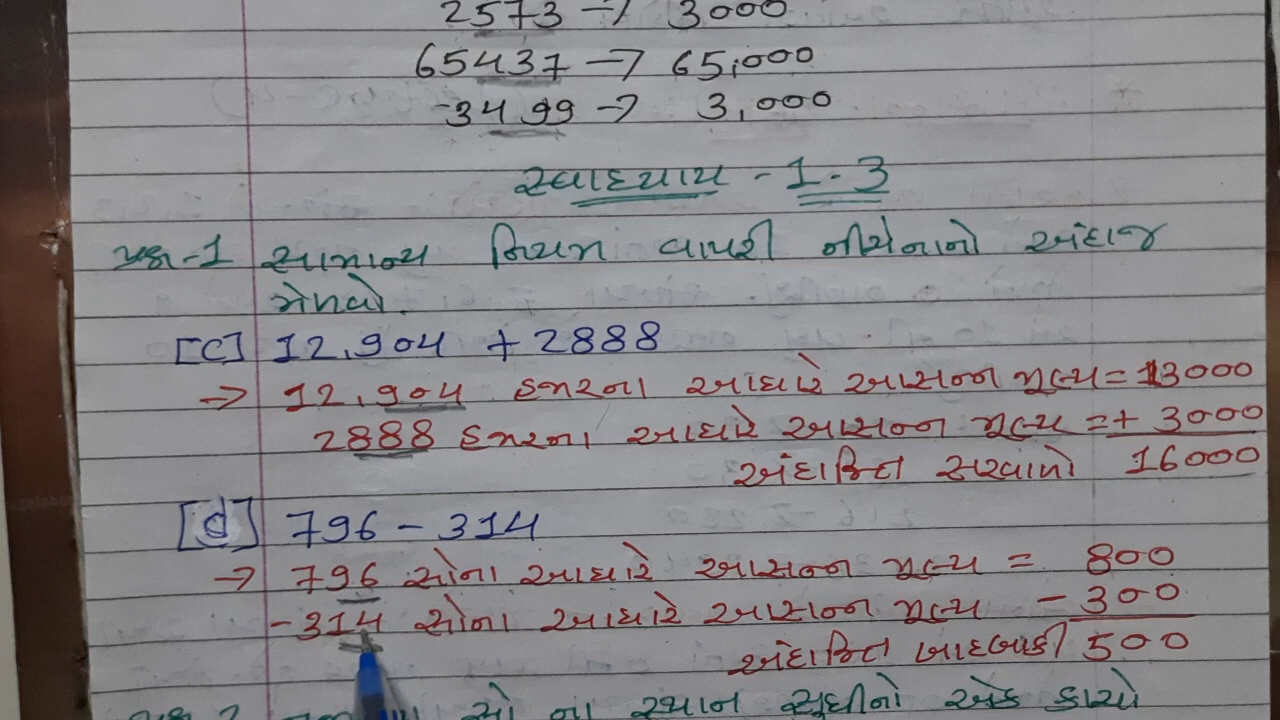 2573 → 3000
65437 → 65,000
3499 → 3,000
સ્વાધ્યાય - 1.3
પ્રશ્ન-1 સામાન્ય નિયમ વાપરી નીચેનાનો અંદાજ
મેળવો.
[C] 12,904 + 2888
→ 12,904 હજારના આધારે આસન્ન મૂલ્ય = 13000
2888 હજારના આધારે આસન્ન મૂલ્ય = + 3000
અંદાજિત સરવાળો 16000
[d] 796 - 314
→ 796 સોના આધારે આસન્ન મૂલ્ય = 800
- 314 સોના આધારે આસન્ન મૂલ્ય - 300
અંદાજિત બાદબાકી 500
સો ના સ્થાન સુધીનો એક કાચો